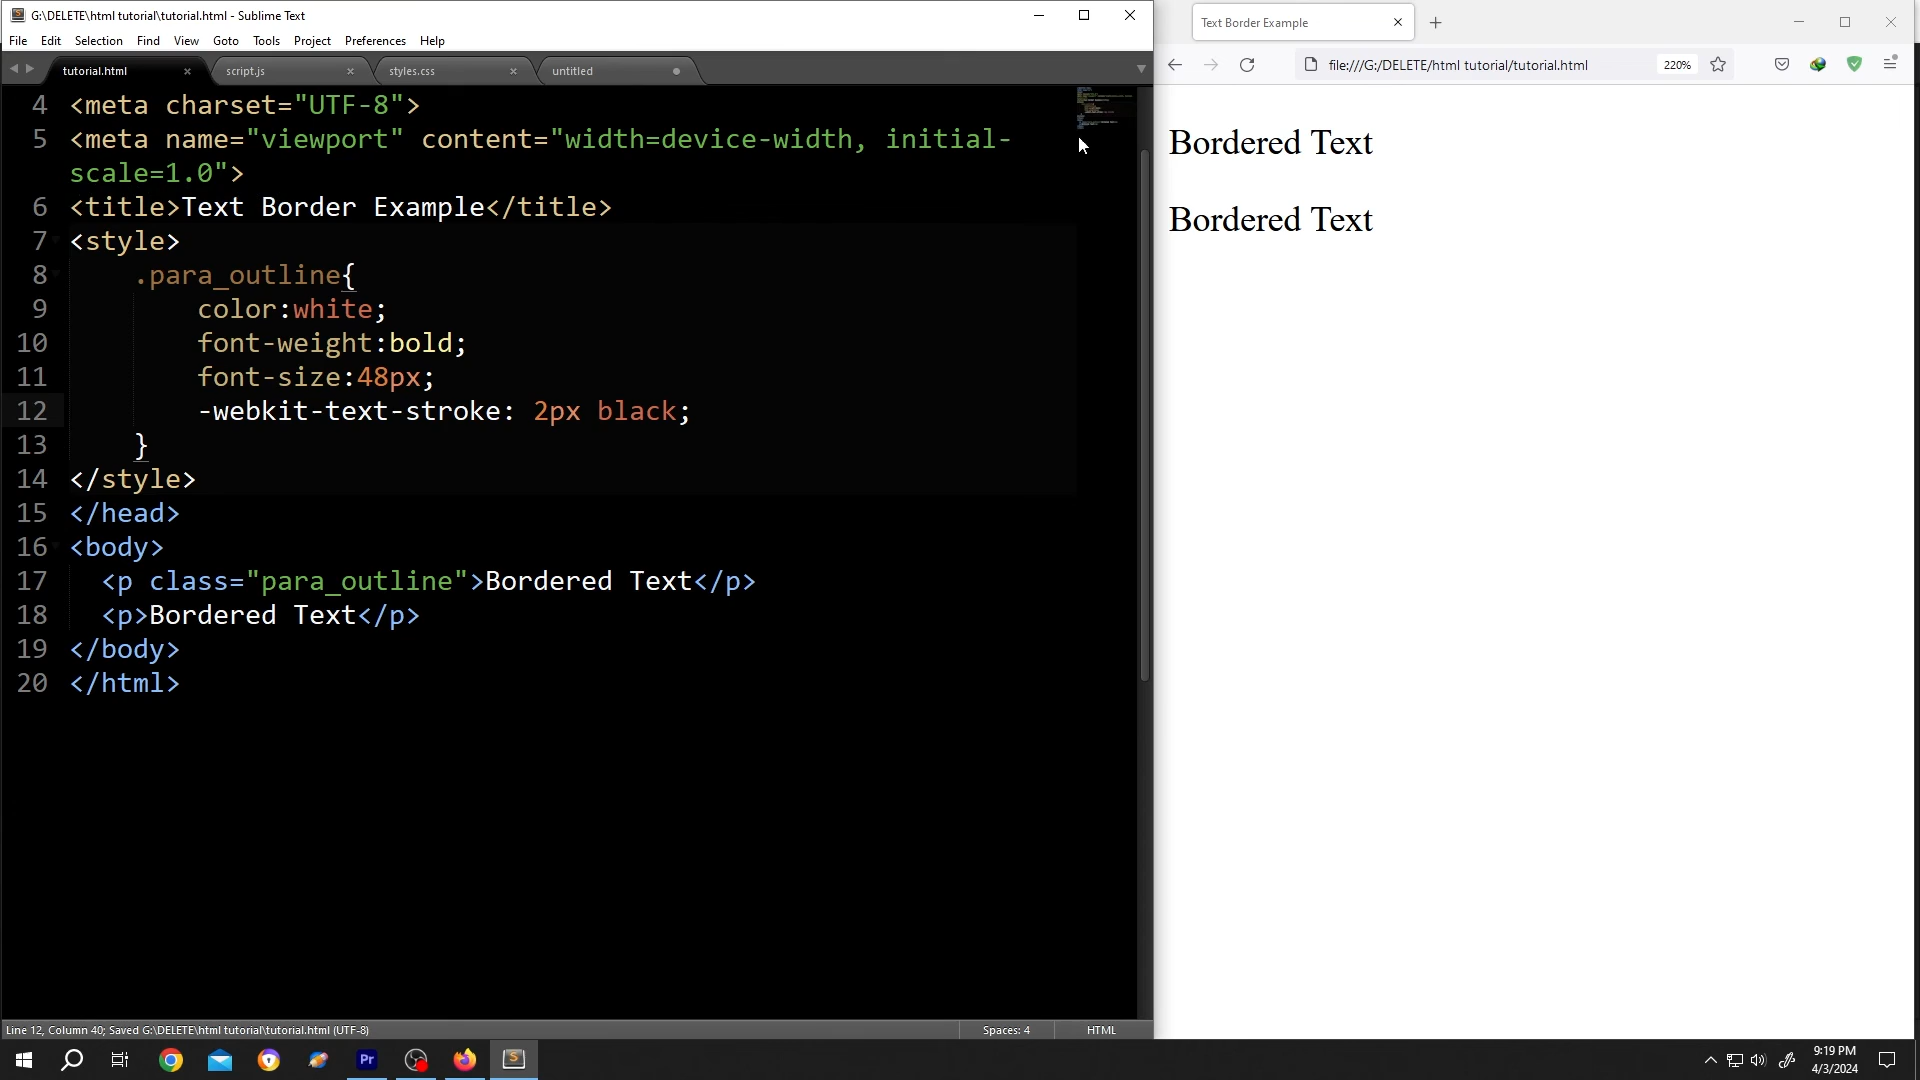 G:\DELETE\html tutorial\tutorial.html - Sublime Text
File Edit Selection Find View Goto Tools Project Preferences Help
tutorial.html script.js styles.css untitled
4 <meta charset="UTF-8">
5 <meta name="viewport" content="width=device-width, initial-
scale=1.0">
6 <title>Text Border Example</title>
7 <style>
8 .para_outline{
9 color:white;
10 font-weight:bold;
11 font-size:48px;
12 -webkit-text-stroke: 2px black;
13 }
14 </style>
15 </head>
16 <body>
17 <p class="para_outline">Bordered Text</p>
18 <p>Bordered Text</p>
19 </body>
20 </html>
Line 12, Column 40; Saved G:\DELETE\html tutorial\tutorial.html (UTF-8)
Spaces: 4
HTML
Text Border Example
file:///G:/DELETE/html tutorial/tutorial.html
220%
Bordered Text
Bordered Text
Pr
S
9:19 PM
4/3/2024